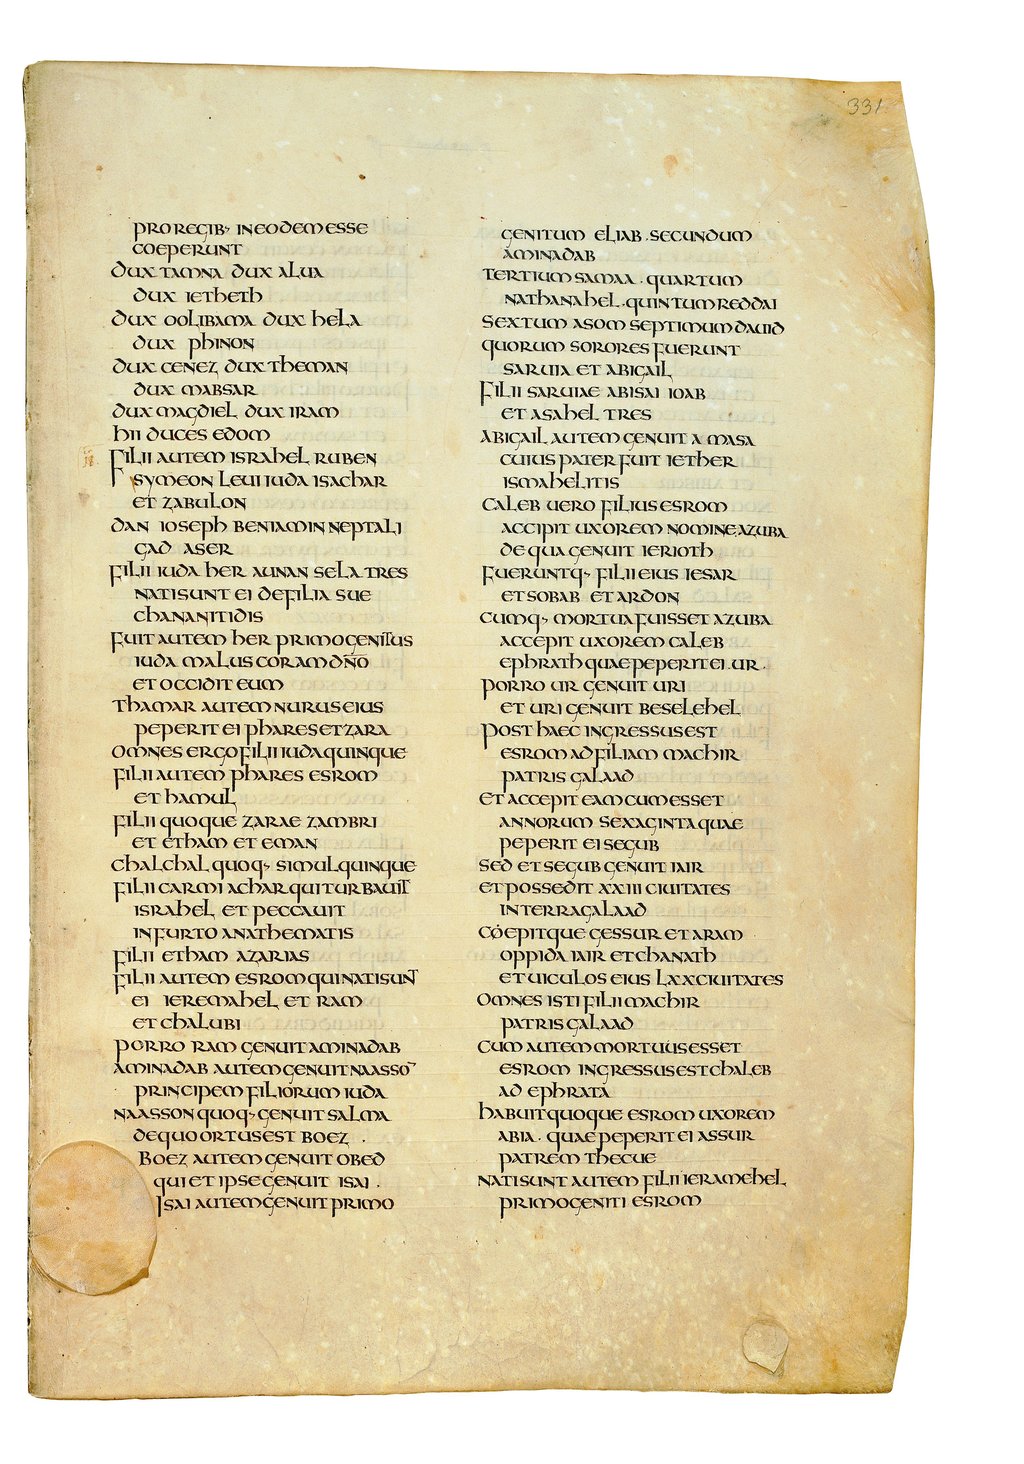 331
PRO REGIB· IN EODEM ESSE
COEPERUNT
DUX TAMNA DUX ALUA
DUX IETHETH
DUX OOLIBAMA DUX HELA
DUX PHINON
DUX CENEZ DUX THEMAN
DUX MABSAR
DUX MAGDIEL DUX IRAM
HII DUCES EDOM
FILII AUTEM ISRAHEL RUBEN
SYMEON LEUI IUDA ISACHAR
ET ZABULON
DAN IOSEPH BENIAMIN NEPTALI
GAD ASER
FILII IUDA HER AUNAN SELA TRES
NATI SUNT EI DE FILIA SUE
CHANANITIDIS
FUIT AUTEM HER PRIMOGENITUS
IUDA MALUS CORAM DN̄O
ET OCCIDIT EUM
THAMAR AUTEM NURUS EIUS
PEPERIT EI PHARES ET ZARA
OMNES ERGO FILII IUDA QUINQUE
FILII AUTEM PHARES ESROM
ET HAMUL
FILII QUOQUE ZARAE ZAMBRI
ET ETHAM ET EMAN
CHALCHAL QUOQ· SIMUL QUINQUE
FILII CARMI ACHAR QUI TURBAUIT
ISRAHEL ET PECCAUIT
IN FURTO ANATHEMATIS
FILII ETHAM AZARIAS
FILII AUTEM ESROM QUI NATI SUNT
EI IEREMAHEL ET RAM
ET CHALUBI
PORRO RAM GENUIT AMINADAB
AMINADAB AUTEM GENUIT NAASSO¯
PRINCIPEM FILIORUM IUDA
NAASSON QUOQ· GENUIT SALMA
DE QUO ORTUS EST BOEZ ·
BOEZ AUTEM GENUIT OBED
QUI ET IPSE GENUIT ISAI ·
ISAI AUTEM GENUIT PRIMO
GENITUM ELIAB · SECUNDUM
AMINADAB
TERTIUM SAMAA · QUARTUM
NATHANAHEL · QUINTUM REDDAI
SEXTUM ASOM SEPTIMUM DAUID
QUORUM SORORES FUERUNT
SARUIA ET ABIGAIL
FILII SARUIAE ABISAI IOAB
ET ASAHEL TRES
ABIGAIL AUTEM GENUIT A MASA
CUIUS PATER FUIT IETHER
ISMAHELITIS
CALEB UERO FILIUS ESROM
ACCIPIT UXOREM NOMINE AZUBA
DE QUA GENUIT IERIOTH
FUERUNTQ· FILII EIUS IESAR
ET SOBAB ET ARDON
CUMQ· MORTUA FUISSET AZUBA
ACCEPIT UXOREM CALEB
EPHRATH QUAE PEPERIT EI UR ·
PORRO UR GENUIT URI
ET URI GENUIT BESELEHEL
POST HAEC INGRESSUS EST
ESROM AD FILIAM MACHIR
PATRIS GALAAD
ET ACCEPIT EAM CUM ESSET
ANNORUM SEXAGINTA QUAE
PEPERIT EI SEGUB
SED ET SEGUB GENUIT IAIR
ET POSSEDIT XXIII CIUITATES
IN TERRA GALAAD
COEPITQUE GESSUR ET ARAM
OPPIDA IAIR ET CHANATH
ET UICULOS EIUS LXX CIUITATES
OMNES ISTI FILII MACHIR
PATRIS GALAAD
CUM AUTEM MORTUUS ESSET
ESROM INGRESSUS EST CHALEB
AD EPHRATA
HABUIT QUOQUE ESROM UXOREM
ABIA · QUAE PEPERIT EI ASSUR
PATREM THECUE
NATI SUNT AUTEM FILII IERAMEHEL
PRIMOGENITI ESROM